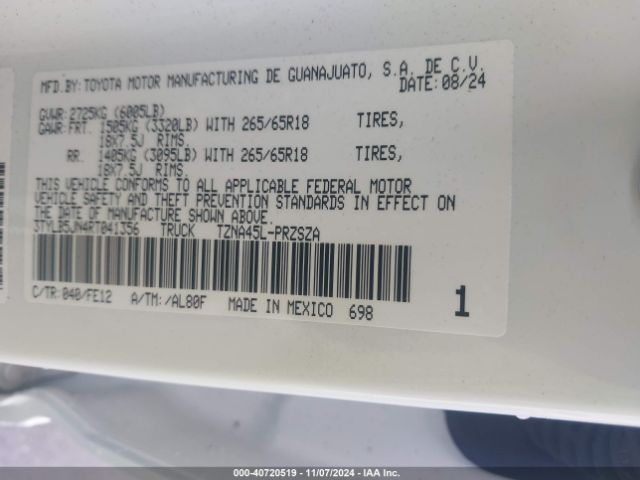 MFD. BY: TOYOTA MOTOR MANUFACTURING DE GUANAJUATO, S.A. DE C.V.
DATE: 08/24
GVWR: 2725KG (6005LB)
GAWR: FRT. 1505KG (3320LB) WITH 265/65R18 TIRES,
18X7.5J RIMS.
RR. 1405KG (3095LB) WITH 265/65R18 TIRES,
18X7.5J RIMS.
THIS VEHICLE CONFORMS TO ALL APPLICABLE FEDERAL MOTOR
VEHICLE SAFETY AND THEFT PREVENTION STANDARDS IN EFFECT ON
THE DATE OF MANUFACTURE SHOWN ABOVE.
3TYLB5JN4RT041356 TRUCK TZNA45L-PRZSZA
C/TR: 040/FE12 A/TM: /AL80F MADE IN MEXICO 698
1
000-40720519 - 11/07/2024 - IAA Inc.